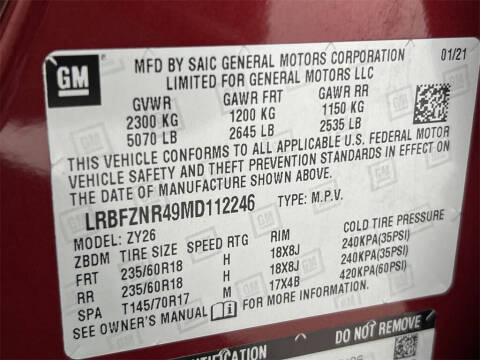 GM
MFD BY SAIC GENERAL MOTORS CORPORATION 01/21
LIMITED FOR GENERAL MOTORS LLC
GVWR GAWR FRT GAWR RR
2300 KG 1200 KG 1150 KG
5070 LB 2645 LB 2535 LB
THIS VEHICLE CONFORMS TO ALL APPLICABLE U.S. FEDERAL MOTOR
VEHICLE SAFETY AND THEFT PREVENTION STANDARDS IN EFFECT ON
THE DATE OF MANUFACTURE SHOWN ABOVE.
LRBFZNR49MD112246 TYPE: M.P.V.
MODEL: ZY26
ZBDM TIRE SIZE SPEED RTG RIM COLD TIRE PRESSURE
FRT 235/60R18 H 18X8J 240KPA(35PSI)
RR 235/60R18 H 18X8J 240KPA(35PSI)
SPA T145/70R17 M 17X4B 420KPA(60PSI)
SEE OWNER'S MANUAL FOR MORE INFORMATION.
DO NOT REMOVE
IDENTIFICATION